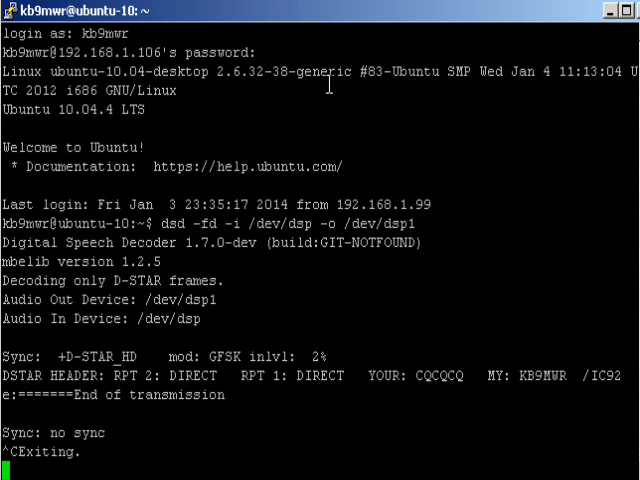 kb9mwr@ubuntu-10: ~
login as: kb9mwr
kb9mwr@192.168.1.106's password:
Linux ubuntu-10.04-desktop 2.6.32-38-generic #83-Ubuntu SMP Wed Jan 4 11:13:04 U
TC 2012 i686 GNU/Linux
Ubuntu 10.04.4 LTS
Welcome to Ubuntu!
* Documentation:  https://help.ubuntu.com/
Last login: Fri Jan  3 23:35:17 2014 from 192.168.1.99
kb9mwr@ubuntu-10:~$ dsd -fd -i /dev/dsp -o /dev/dsp1
Digital Speech Decoder 1.7.0-dev (build:GIT-NOTFOUND)
mbelib version 1.2.5
Decoding only D-STAR frames.
Audio Out Device: /dev/dsp1
Audio In Device: /dev/dsp
Sync:  +D-STAR_HD    mod: GFSK inlvl:  2%
DSTAR HEADER: RPT 2: DIRECT   RPT 1: DIRECT   YOUR: CQCQCQ   MY: KB9MWR  /IC92
e:=======End of transmission
Sync: no sync
^CExiting.